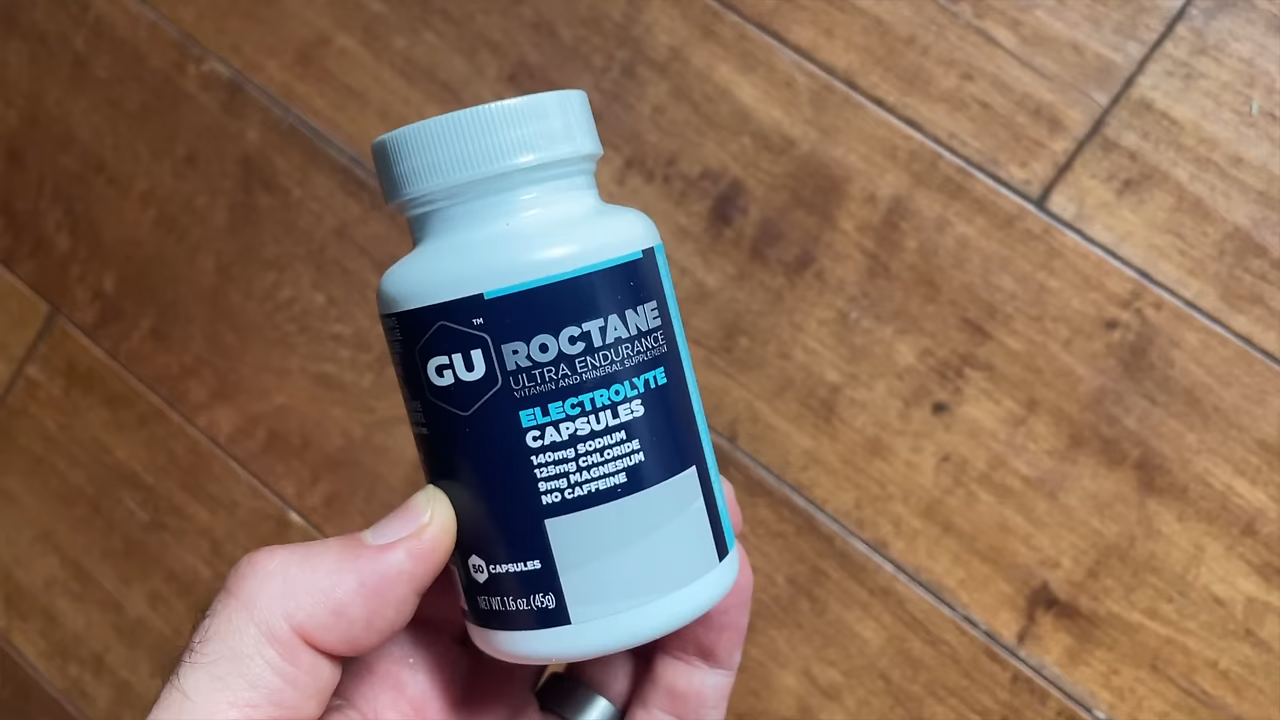 GU
™
ROCTANE
ULTRA ENDURANCE
VITAMIN AND MINERAL SUPPLEMENT
ELECTROLYTE
CAPSULES
140mg SODIUM
125mg CHLORIDE
9mg MAGNESIUM
NO CAFFEINE
50 CAPSULES
NET WT. 1.6 oz. (45g)